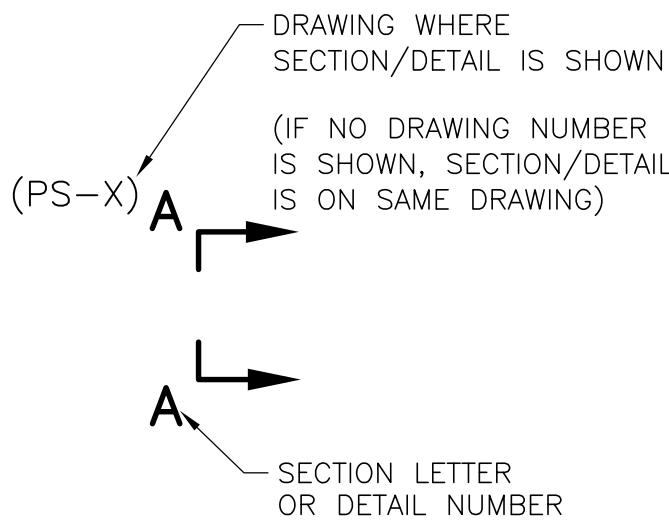 DRAWING WHERE
SECTION/DETAIL IS SHOWN
(IF NO DRAWING NUMBER
IS SHOWN, SECTION/DETAIL
IS ON SAME DRAWING)
(PS-X)
A
A
SECTION LETTER
OR DETAIL NUMBER